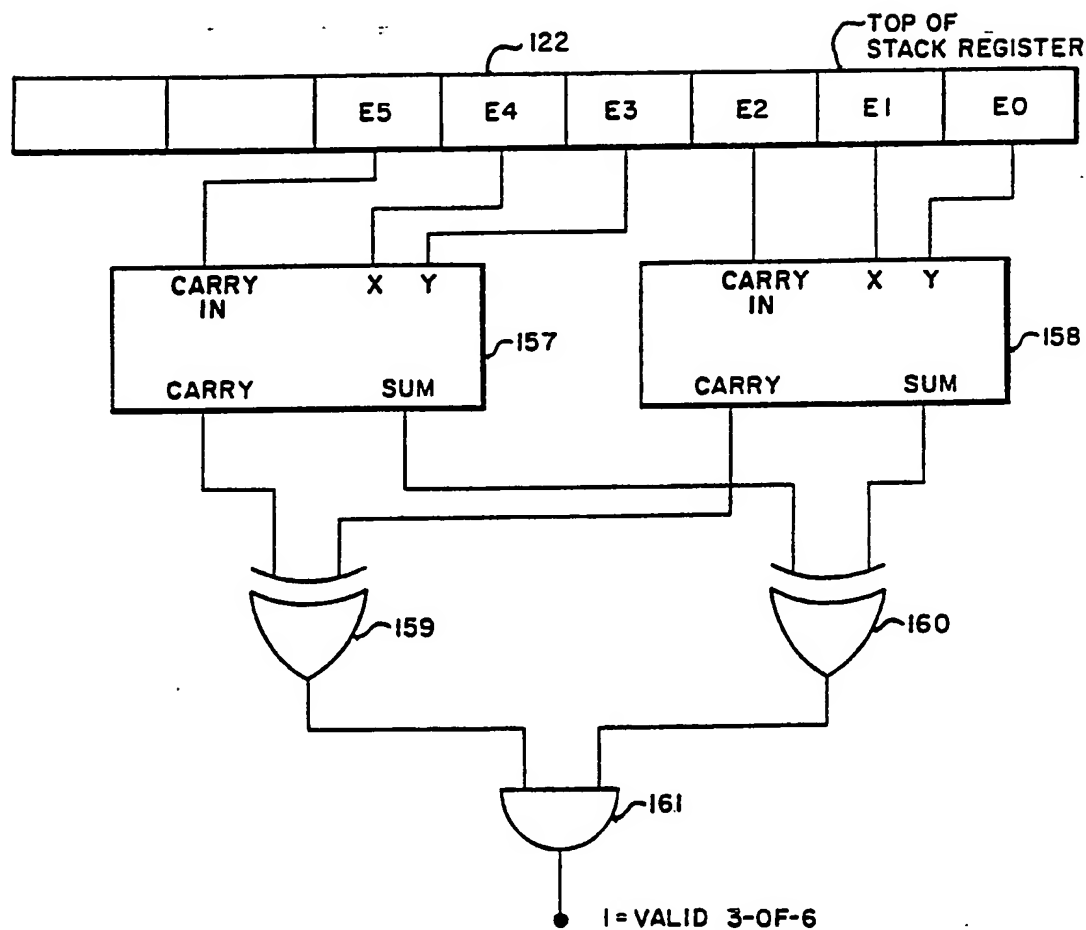 122
TOP OF
STACK REGISTER
E5 E4 E3 E2 E1 E0
CARRY IN X Y
157
CARRY SUM
CARRY IN X Y
158
CARRY SUM
159
160
161
1 = VALID 3-OF-6